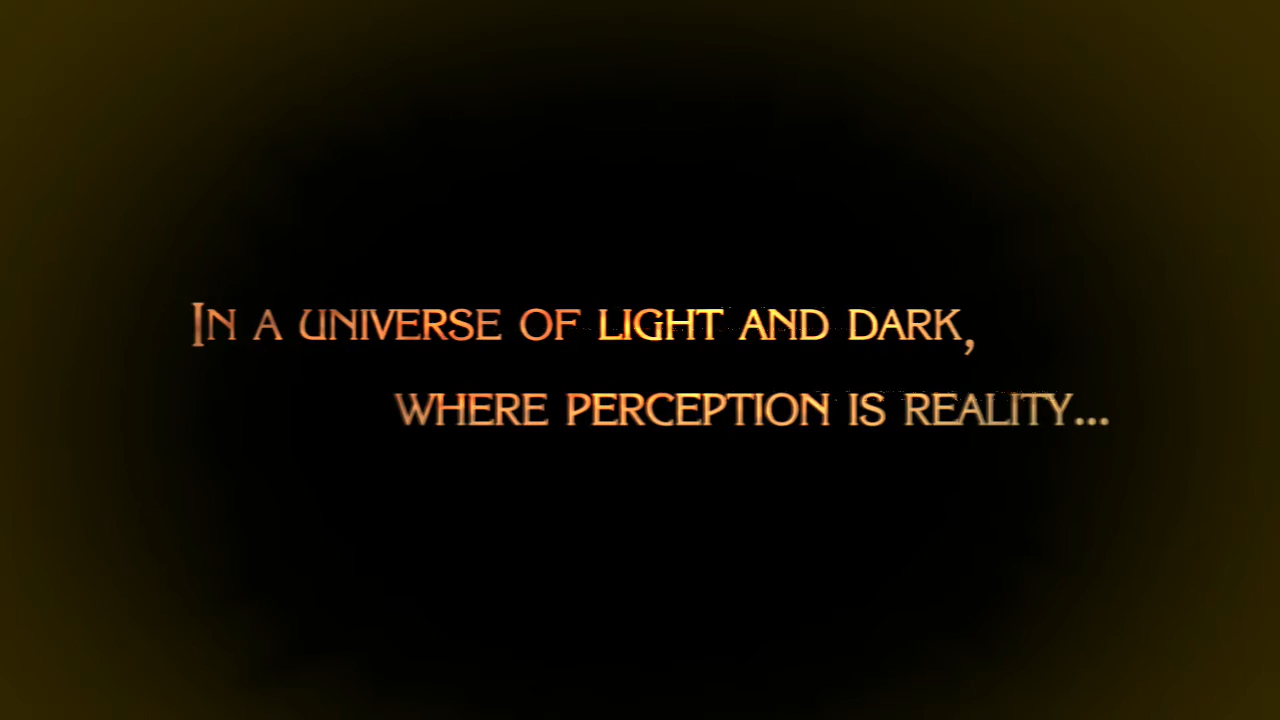 In a universe of light and dark,
where perception is reality...